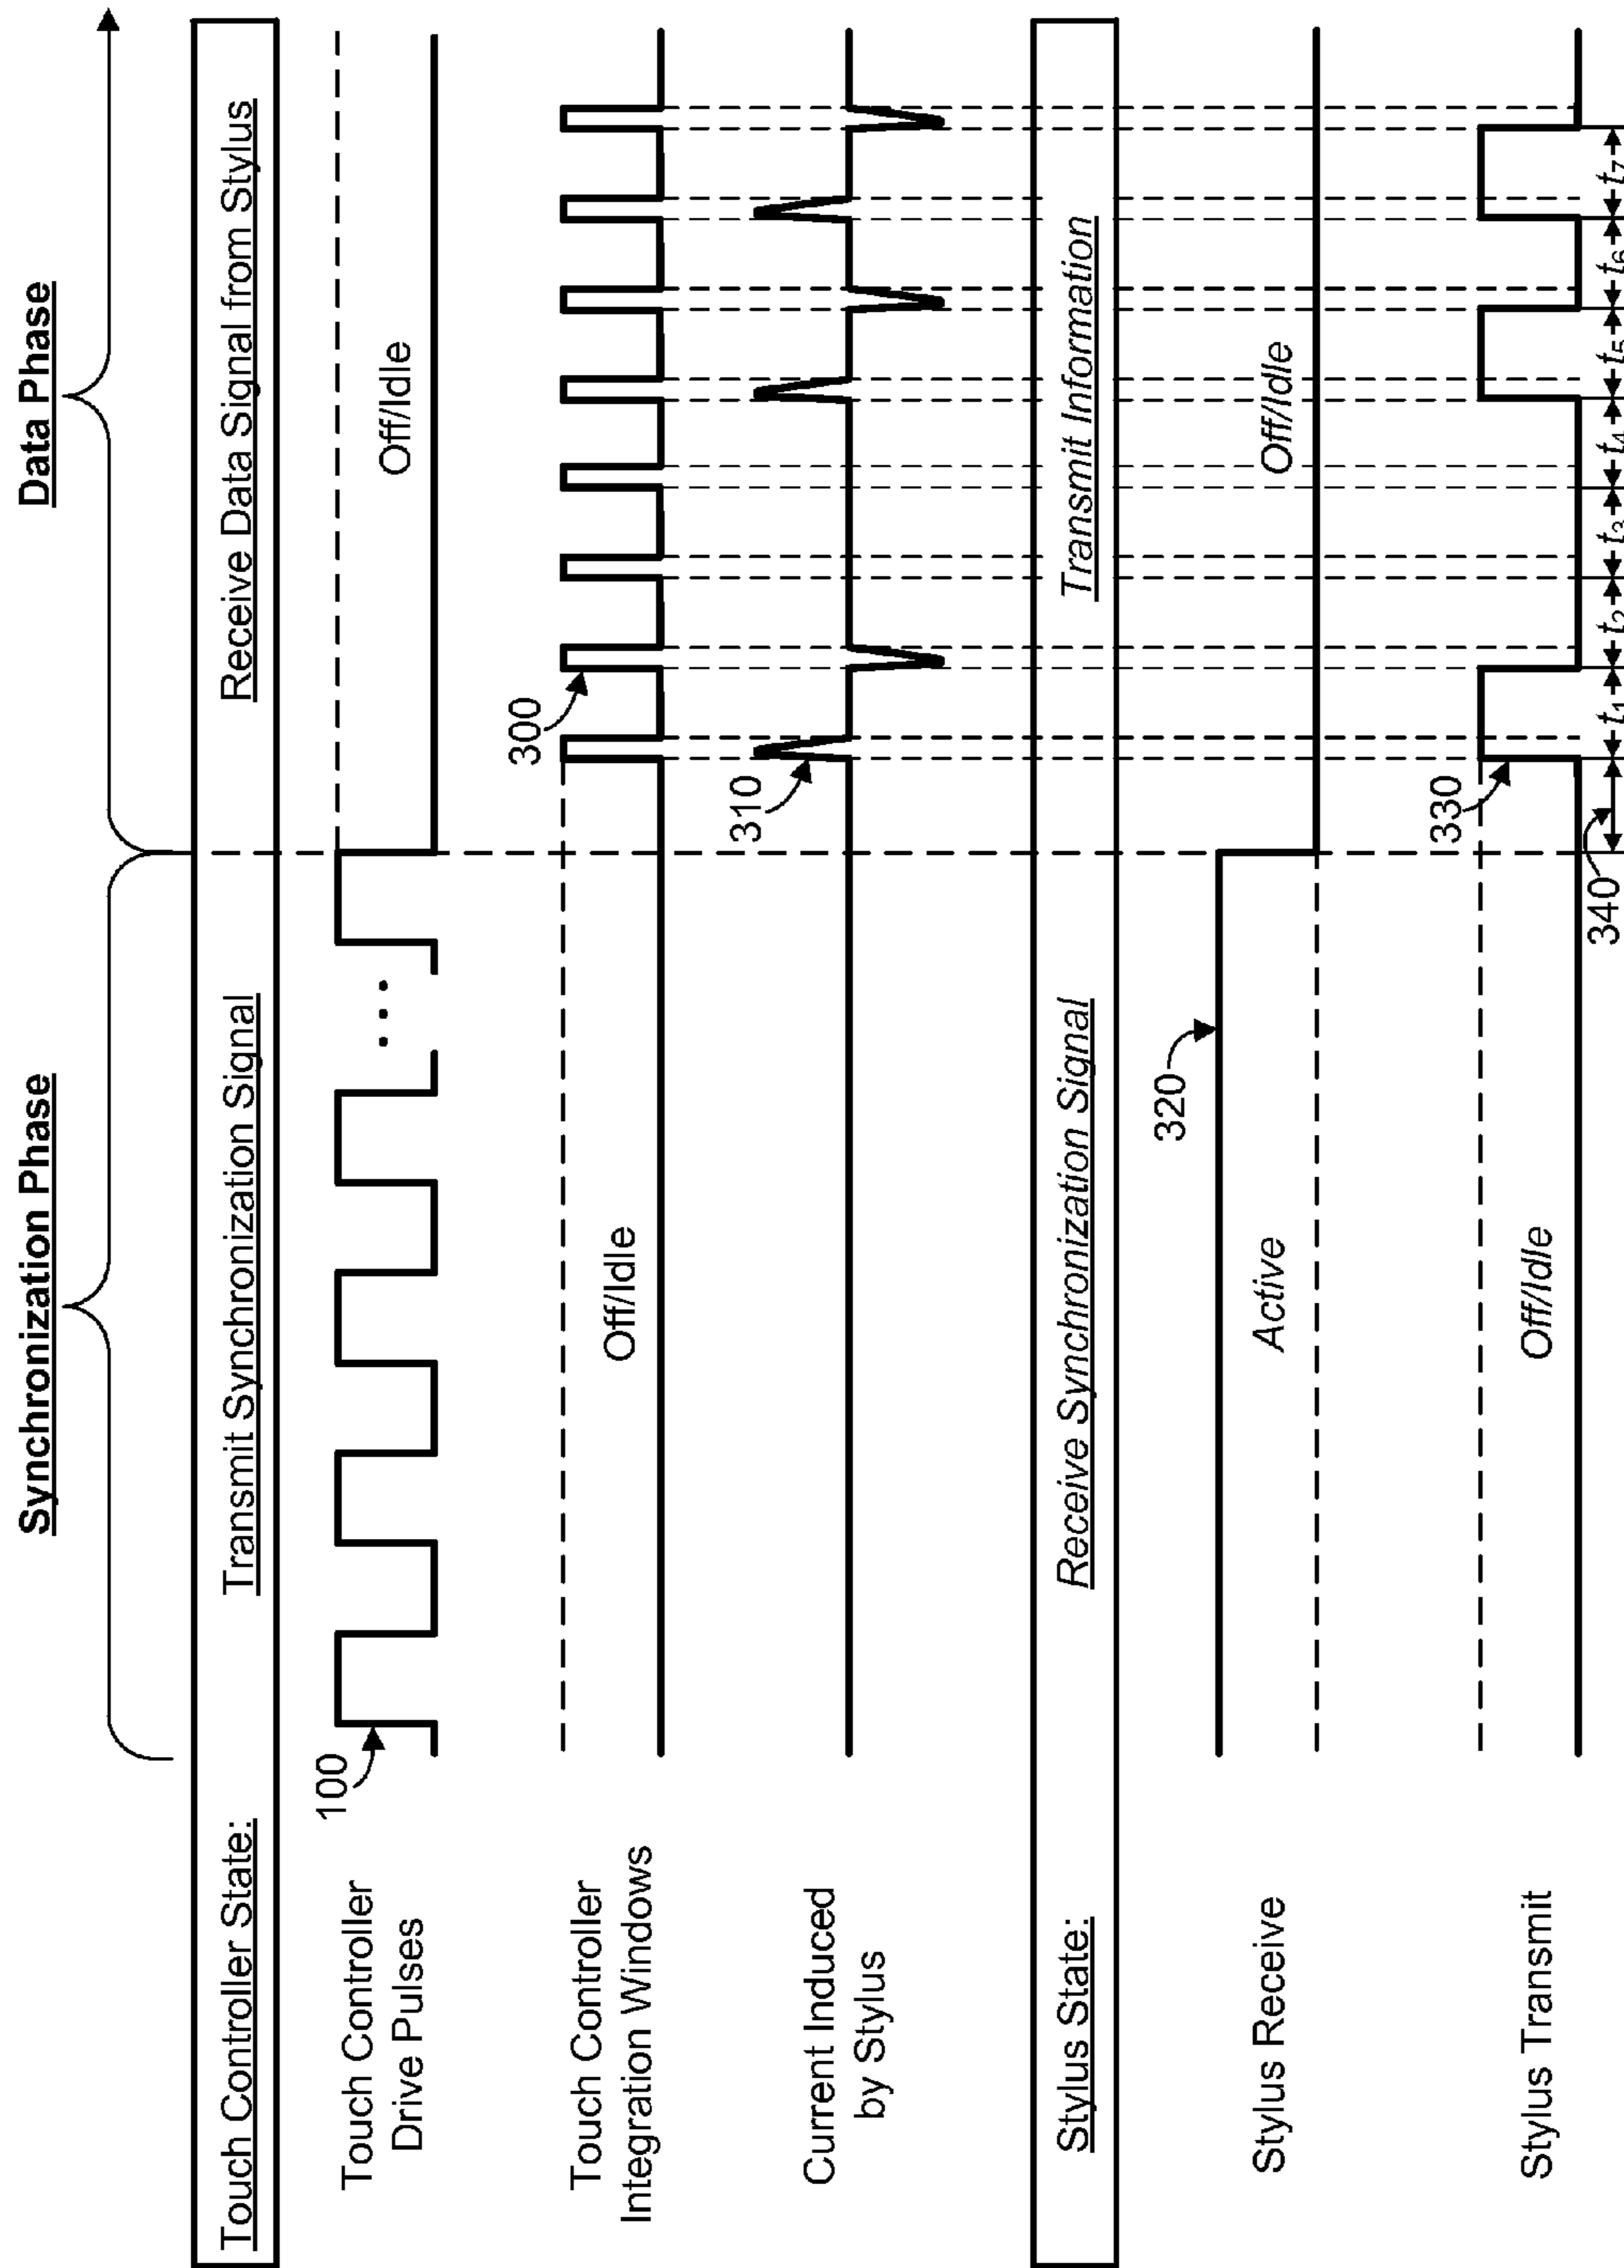 Synchronization Phase
Data Phase
Touch Controller State:
Transmit Synchronization Signal
Receive Data Signal from Stylus
100
Touch Controller
Drive Pulses
...
Off/Idle
300
Touch Controller
Integration Windows
Off/Idle
310
Current Induced
by Stylus
Stylus State:
Receive Synchronization Signal
Transmit Information
320
Stylus Receive
Active
Off/Idle
330
Stylus Transmit
Off/Idle
340
t1 t2 t3 t4 t5 t6 t7